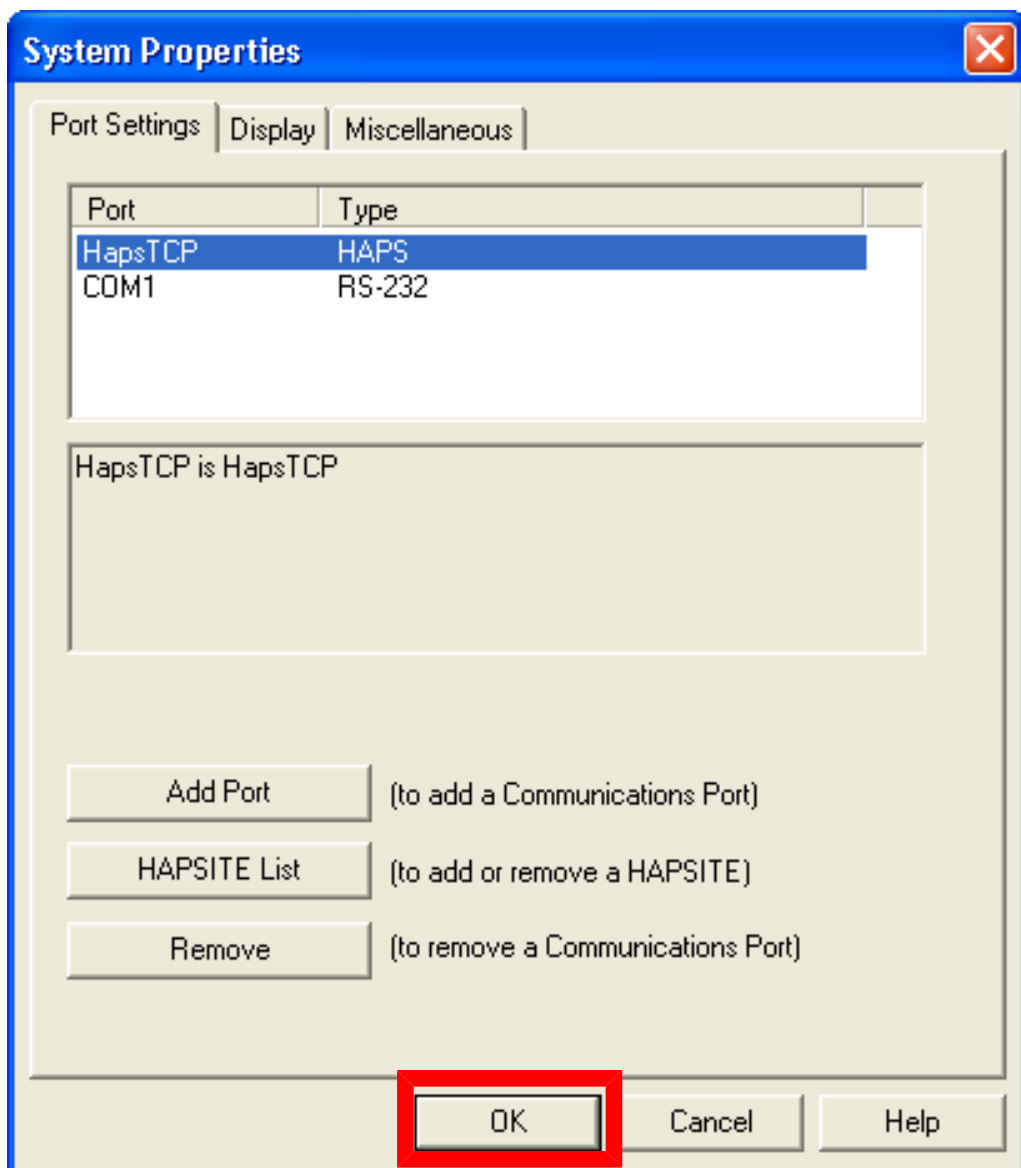 System Properties
Port Settings Display Miscellaneous
Port Type
HapsTCP HAPS
COM1 RS-232
HapsTCP is HapsTCP
Add Port (to add a Communications Port)
HAPSITE List (to add or remove a HAPSITE)
Remove (to remove a Communications Port)
OK Cancel Help